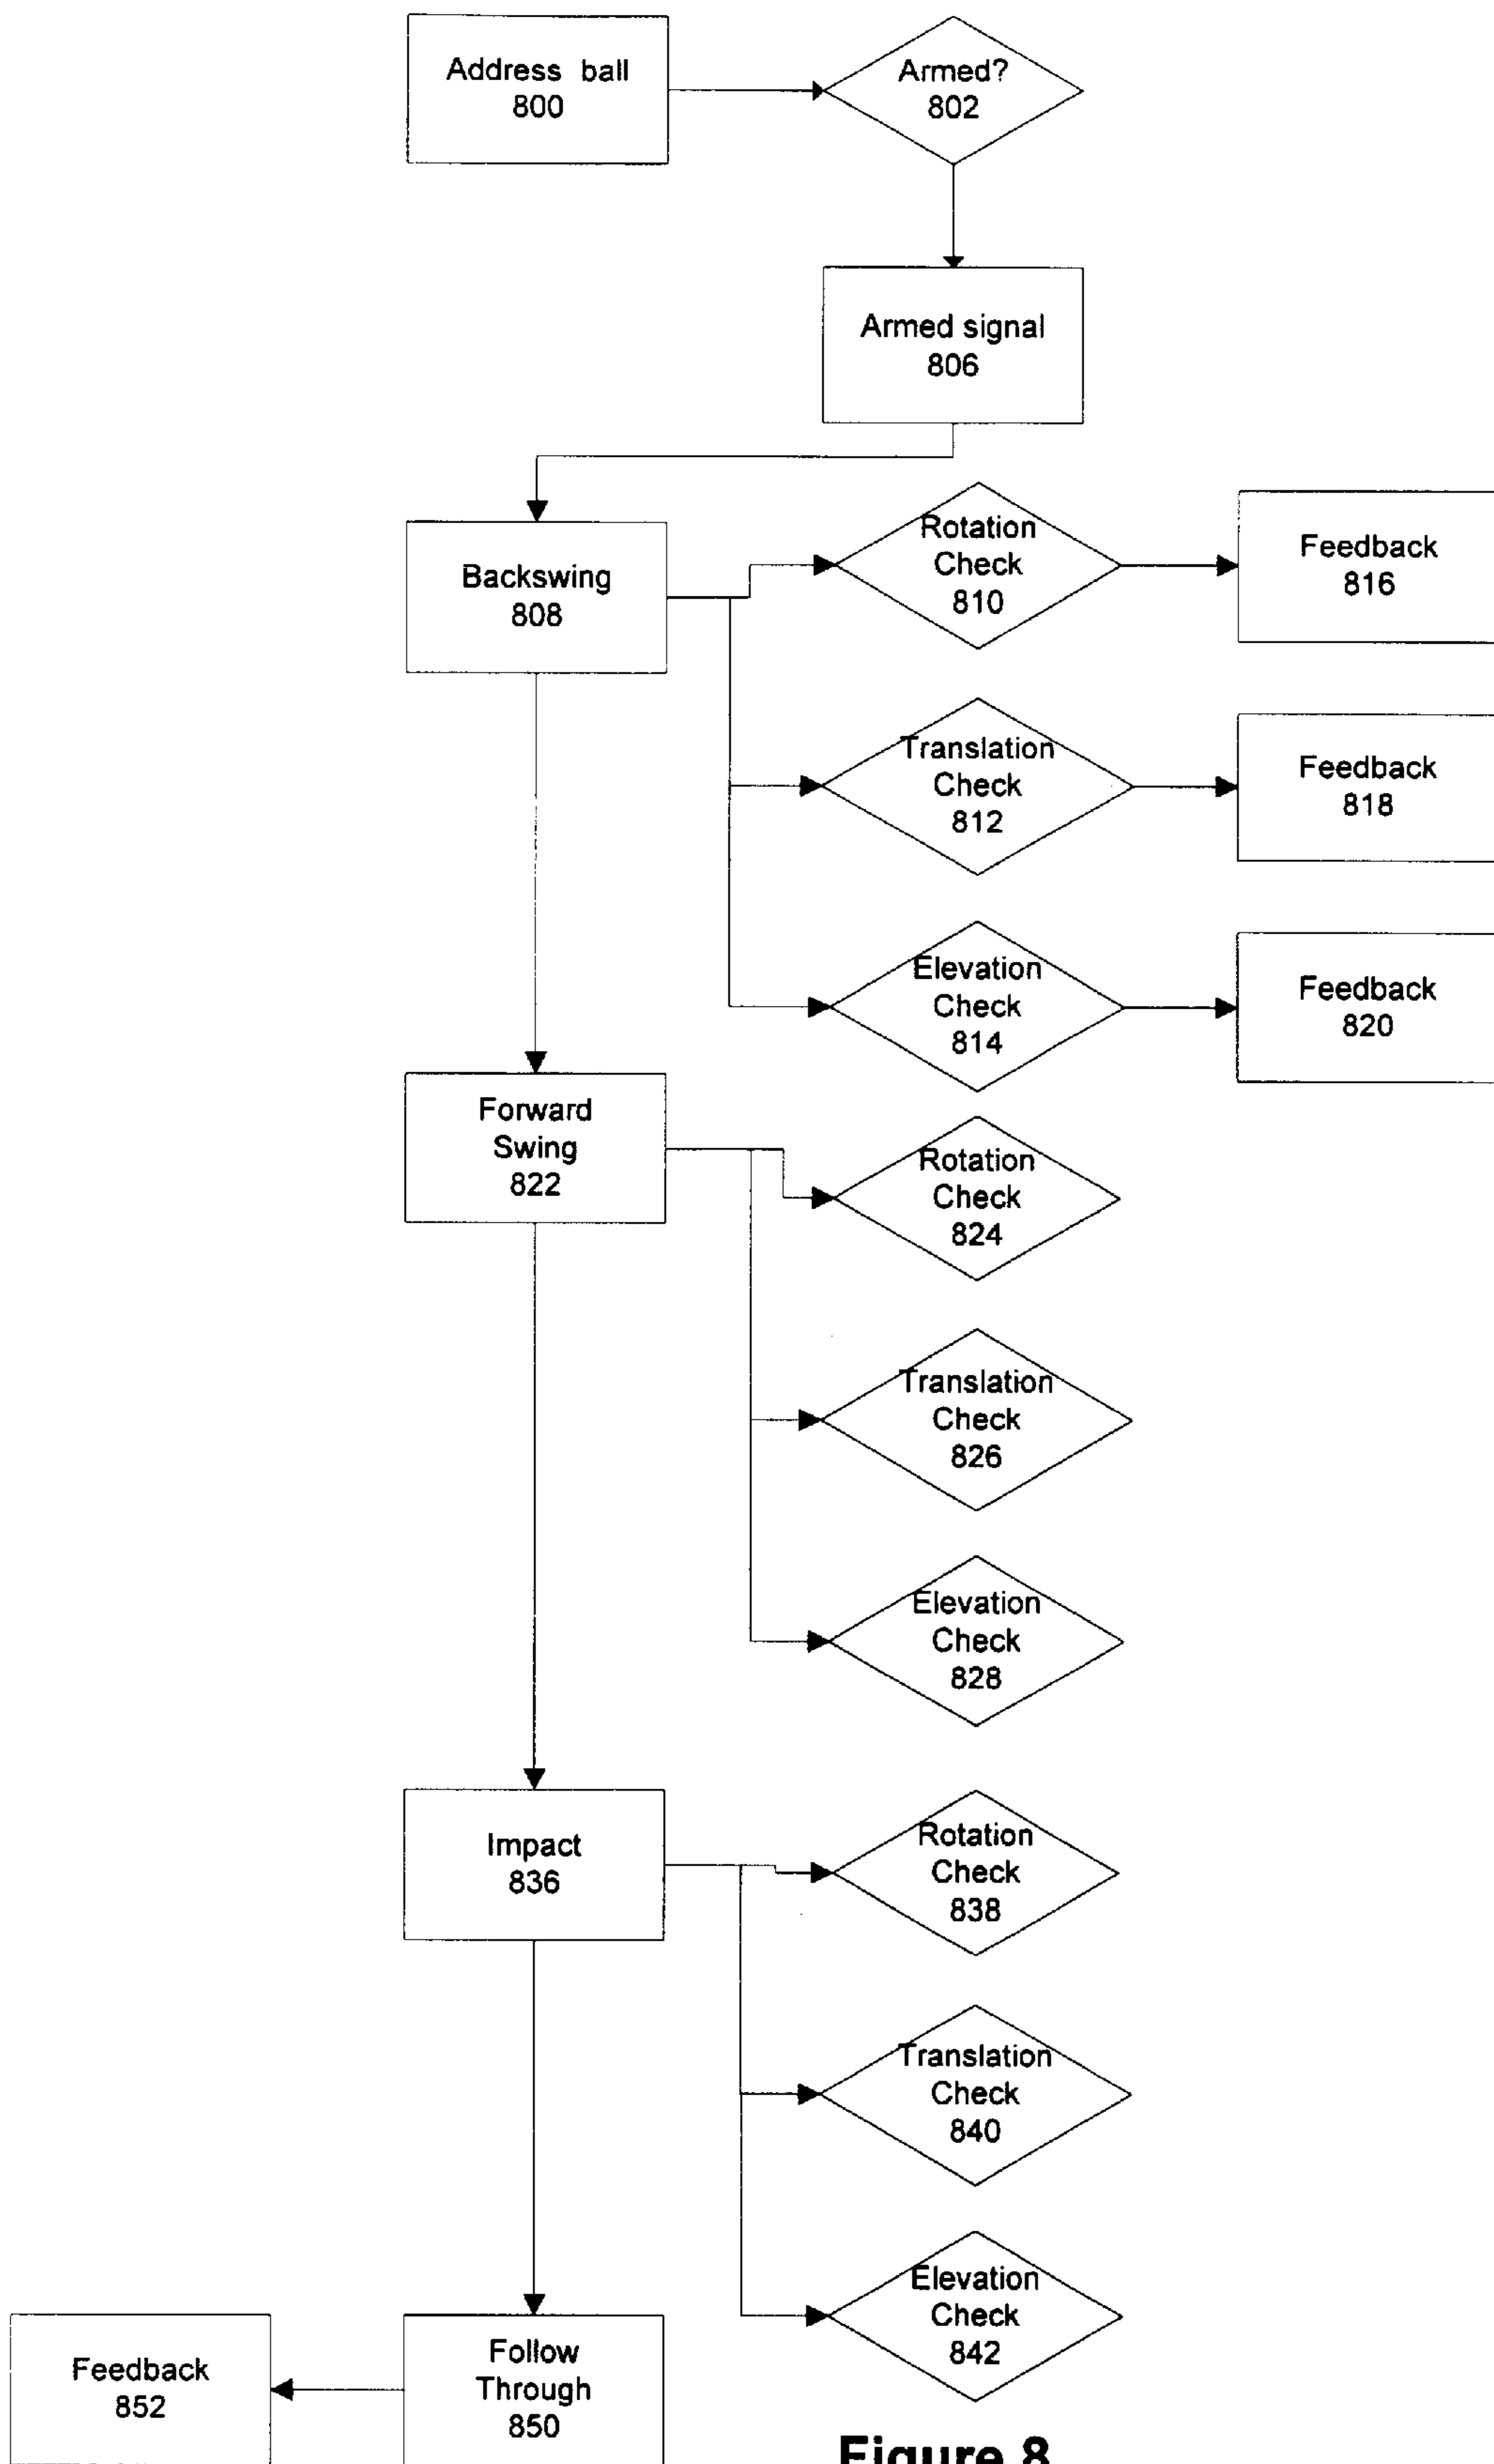 Address ball
800
Armed?
802
Armed signal
806
Backswing
808
Rotation
Check
810
Feedback
816
Translation
Check
812
Feedback
818
Elevation
Check
814
Feedback
820
Forward
Swing
822
Rotation
Check
824
Translation
Check
826
Elevation
Check
828
Impact
836
Rotation
Check
838
Translation
Check
840
Elevation
Check
842
Follow
Through
850
Feedback
852
Figure 8